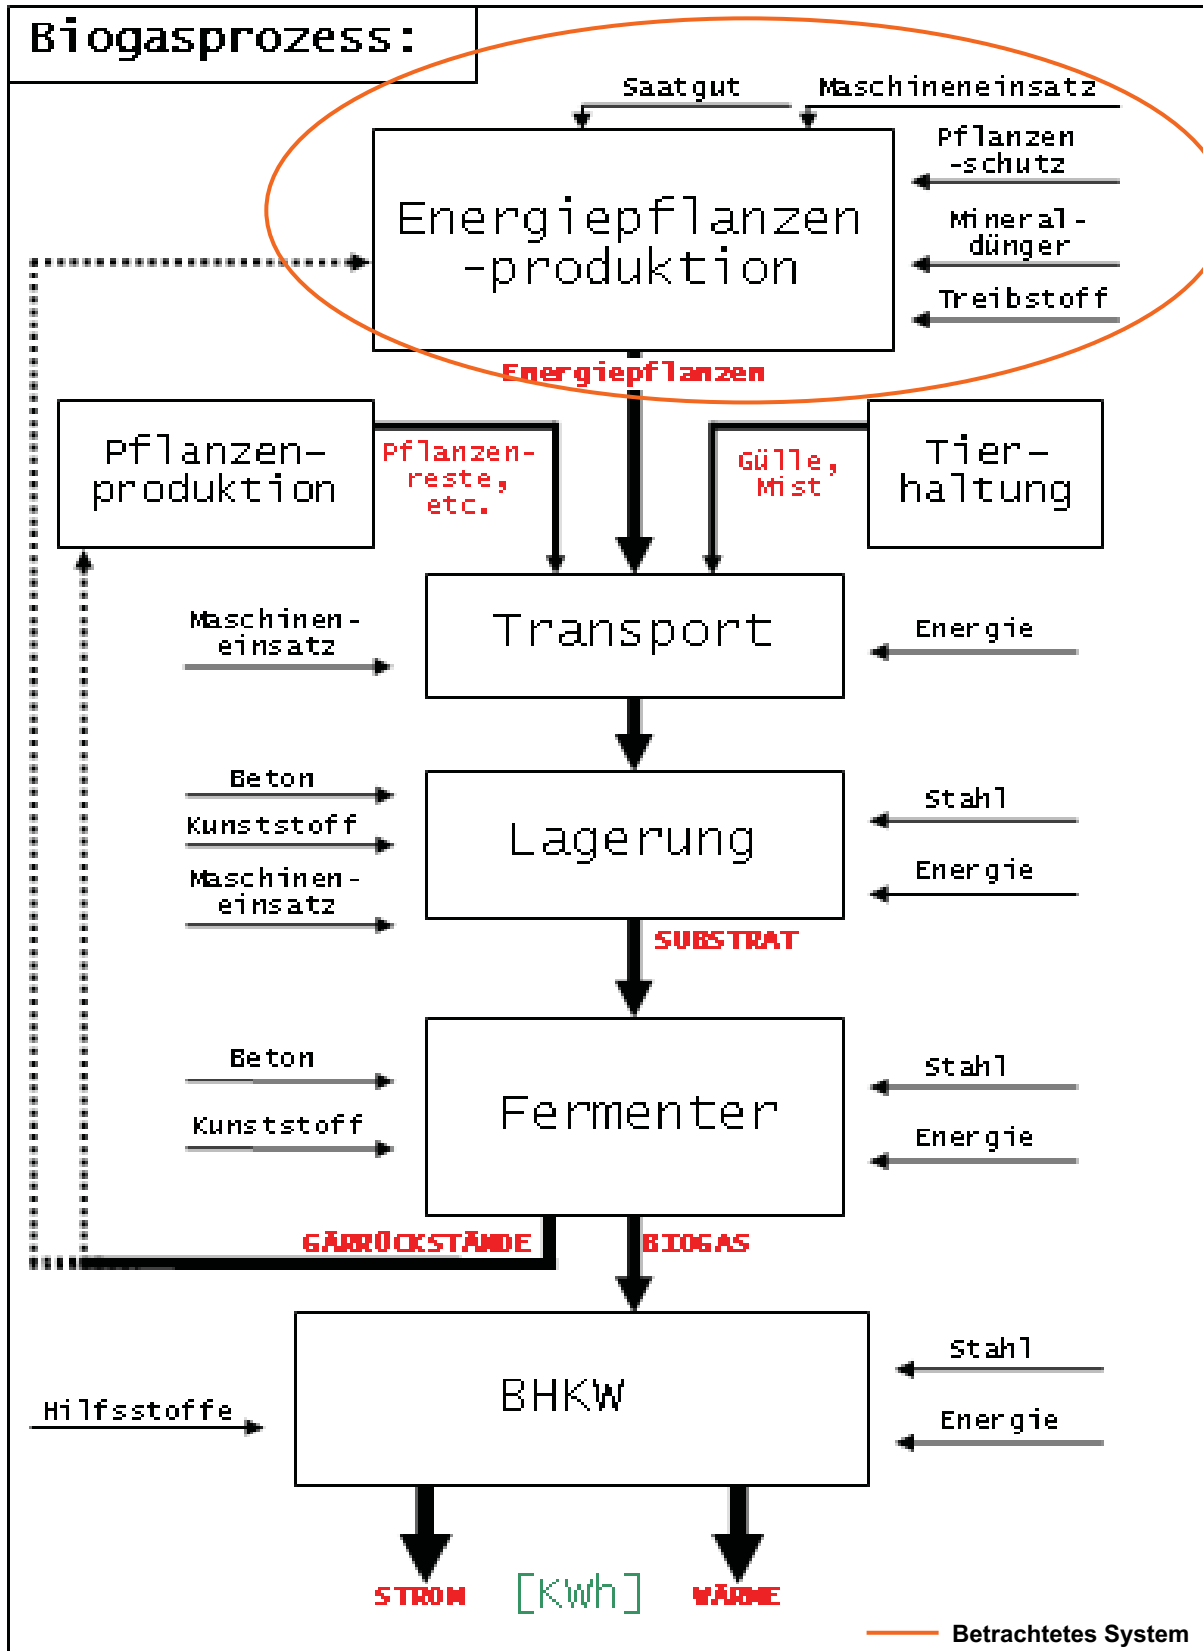 Biogasprozess:
Saatgut
Maschineneinsatz
Pflanzen
-schutz
Mineral-
dünger
Treibstoff
Energiepflanzen
-produktion
Energiepflanzen
Pflanzen-
produktion
Pflanzen-
reste,
etc.
Gülle,
Mist
Tier-
haltung
Maschinen-
einsatz
Transport
Energie
Beton
Kunststoff
Maschinen-
einsatz
Lagerung
Stahl
Energie
SUBSTRAT
Beton
Kunststoff
Fermenter
Stahl
Energie
GÄRRÜCKSTÄNDE
BIOGAS
Hilfsstoffe
BHKW
Stahl
Energie
STROM
[KWh]
WÄRME
Betrachtetes System